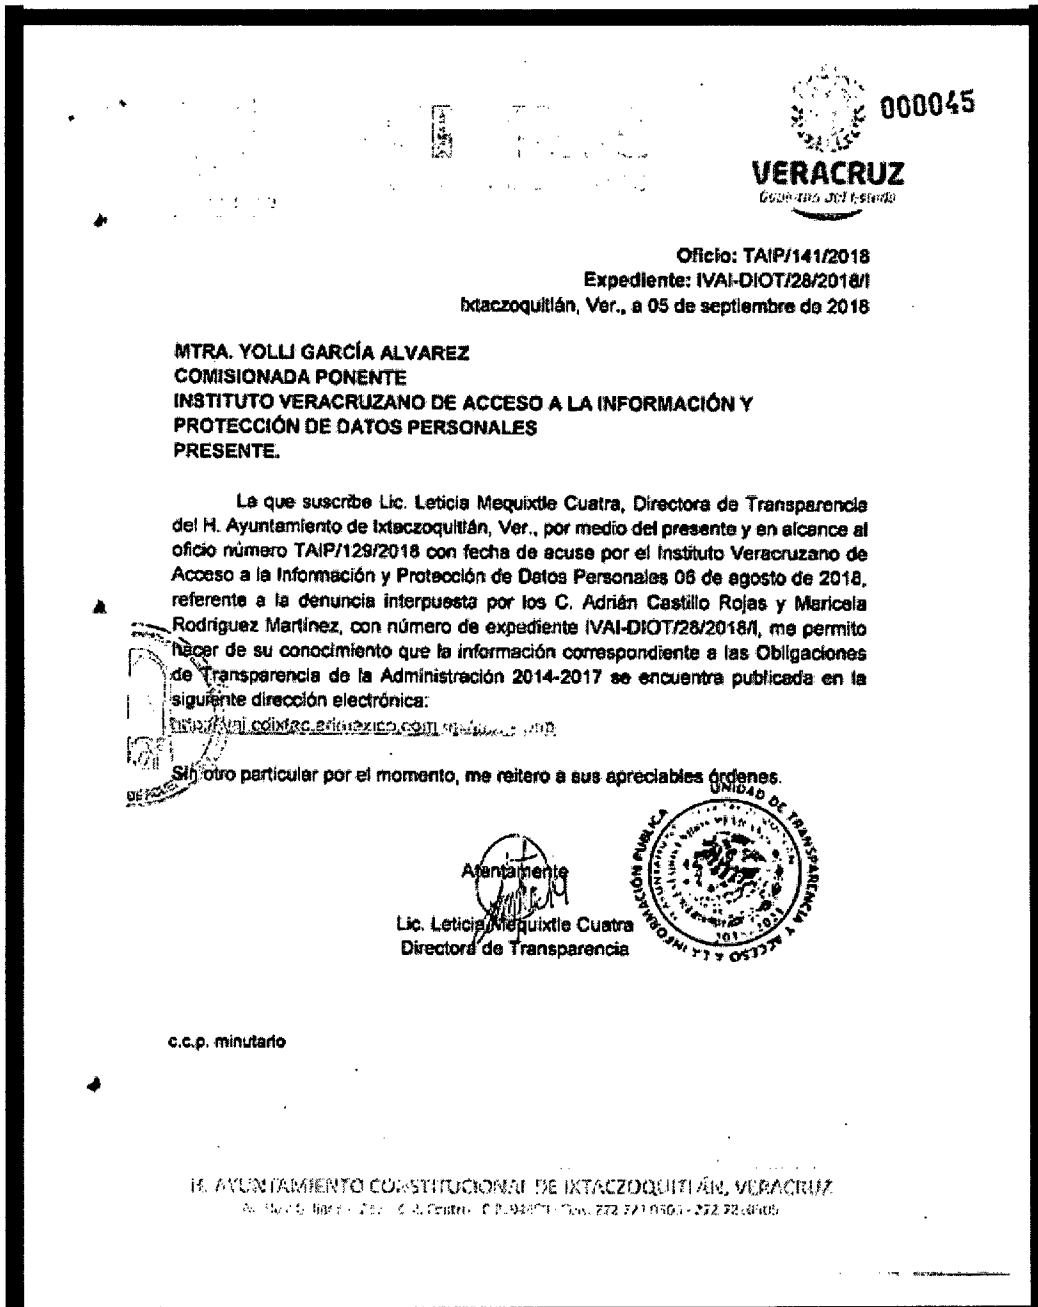 000045
VERACRUZ
Gobierno del Estado
Oficio: TAIP/141/2018
Expediente: IVAI-DIOT/28/2018/I
Ixtaczoquitlán, Ver., a 05 de septiembre de 2018
MTRA. YOLLI GARCÍA ALVAREZ
COMISIONADA PONENTE
INSTITUTO VERACRUZANO DE ACCESO A LA INFORMACIÓN Y
PROTECCIÓN DE DATOS PERSONALES
PRESENTE.
La que suscribe Lic. Leticia Mequixtle Cuatra, Directora de Transparencia
del H. Ayuntamiento de Ixtaczoquitlán, Ver., por medio del presente y en alcance al
oficio número TAIP/129/2018 con fecha de acuse por el Instituto Veracruzano de
Acceso a la Información y Protección de Datos Personales 06 de agosto de 2018,
referente a la denuncia interpuesta por los C. Adrián Castillo Rojas y Maricela
Rodríguez Martínez, con número de expediente IVAI-DIOT/28/2018/I, me permito
hacer de su conocimiento que la información correspondiente a las Obligaciones
de Transparencia de la Administración 2014-2017 se encuentra publicada en la
siguiente dirección electrónica:
Sin otro particular por el momento, me reitero a sus apreciables órdenes.
UNIDAD DE TRANSPARENCIA Y ACCESO A LA INFORMACIÓN PUBLICA
Atentamente
Lic. Leticia Mequixtle Cuatra
Directora de Transparencia
c.c.p. minutario
H. AYUNTAMIENTO CONSTITUCIONAL DE IXTACZOQUITLÁN, VERACRUZ